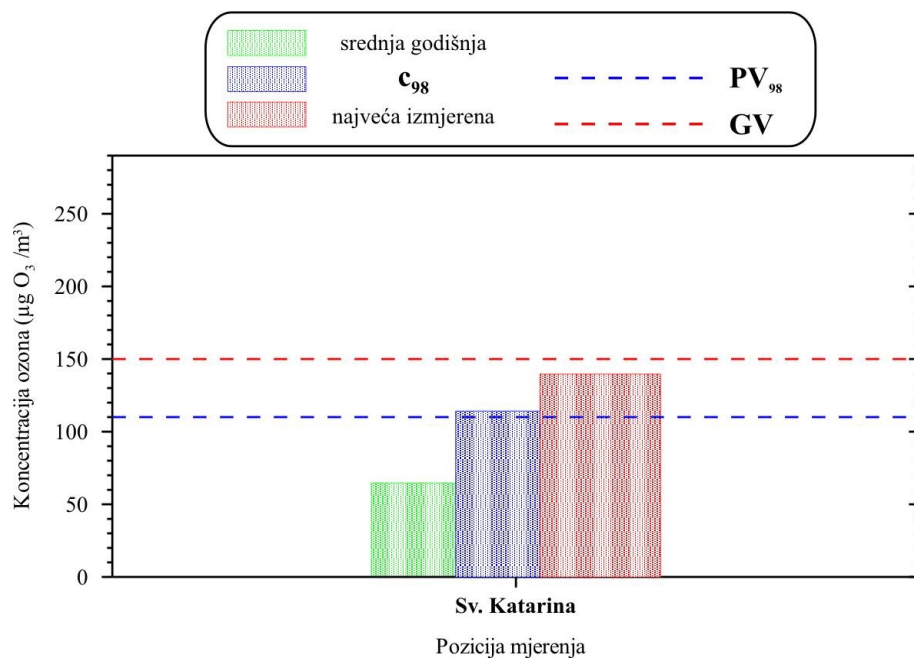 srednja godišnja
c98
najveća izmjerena
PV98
GV
Koncentracija ozona (µg O3 /m³)
250
200
150
100
50
0
Sv. Katarina
Pozicija mjerenja